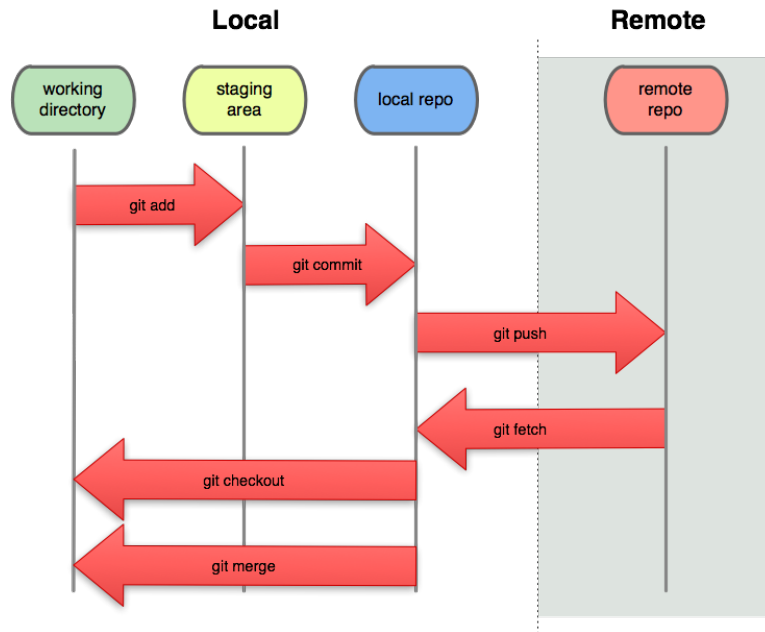 Local
Remote
working
directory
staging
area
local repo
remote
repo
git add
git commit
git push
git fetch
git checkout
git merge